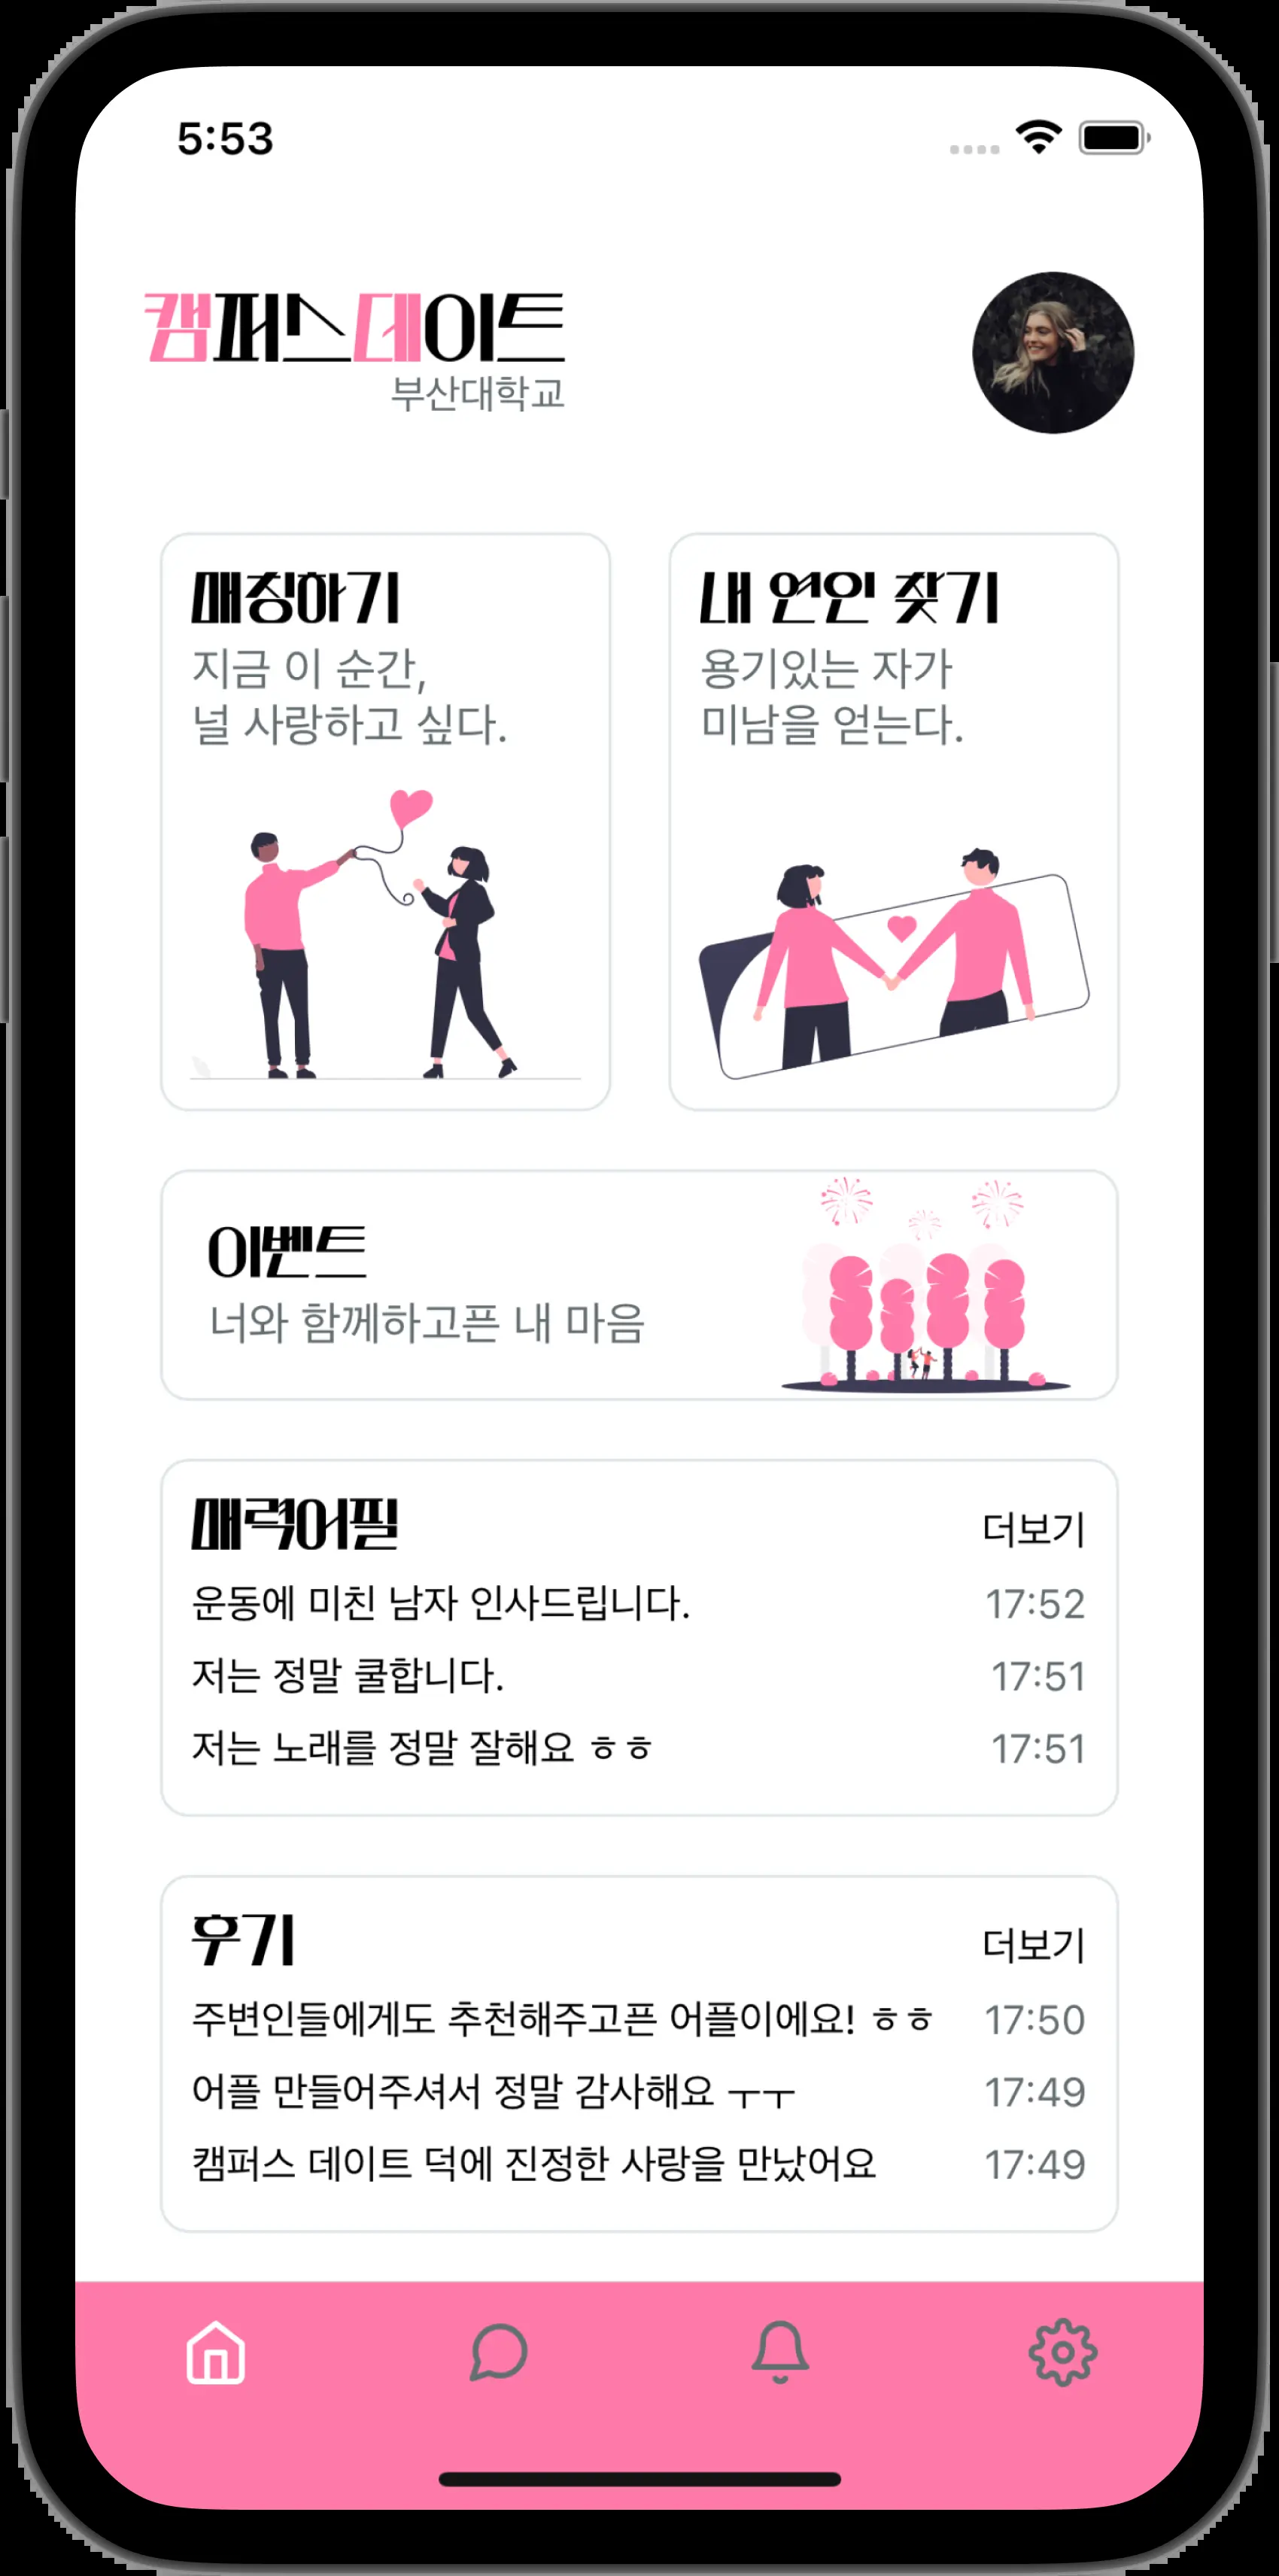 5:53
캠퍼스데이트
부산대학교
매칭하기
지금 이 순간,
널 사랑하고 싶다.
내 연인 찾기
용기있는 자가
미남을 얻는다.
이벤트
너와 함께하고픈 내 마음
매력어필
더보기
운동에 미친 남자 인사드립니다. 17:52
저는 정말 쿨합니다. 17:51
저는 노래를 정말 잘해요 ㅎㅎ 17:51
후기
더보기
주변인들에게도 추천해주고픈 어플이에요! ㅎㅎ 17:50
어플 만들어주셔서 정말 감사해요 ㅜㅜ 17:49
캠퍼스 데이트 덕에 진정한 사랑을 만났어요 17:49